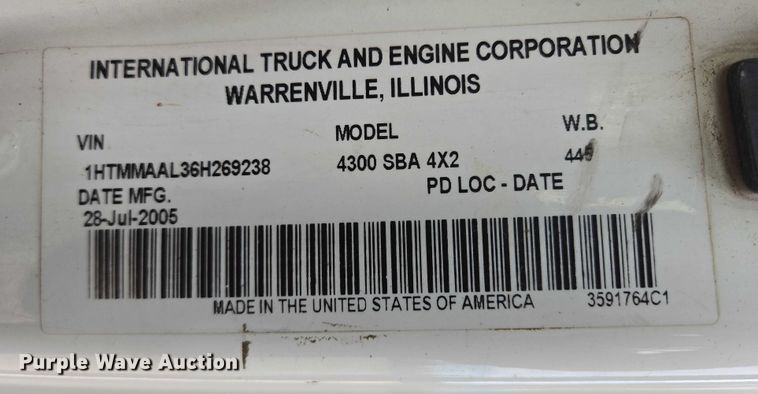 INTERNATIONAL TRUCK AND ENGINE CORPORATION
WARRENVILLE, ILLINOIS
VIN MODEL W.B.
1HTMMAAL36H269238 4300 SBA 4X2 445
DATE MFG. PD LOC - DATE
28-Jul-2005
MADE IN THE UNITED STATES OF AMERICA 3591764C1
Purple Wave Auction